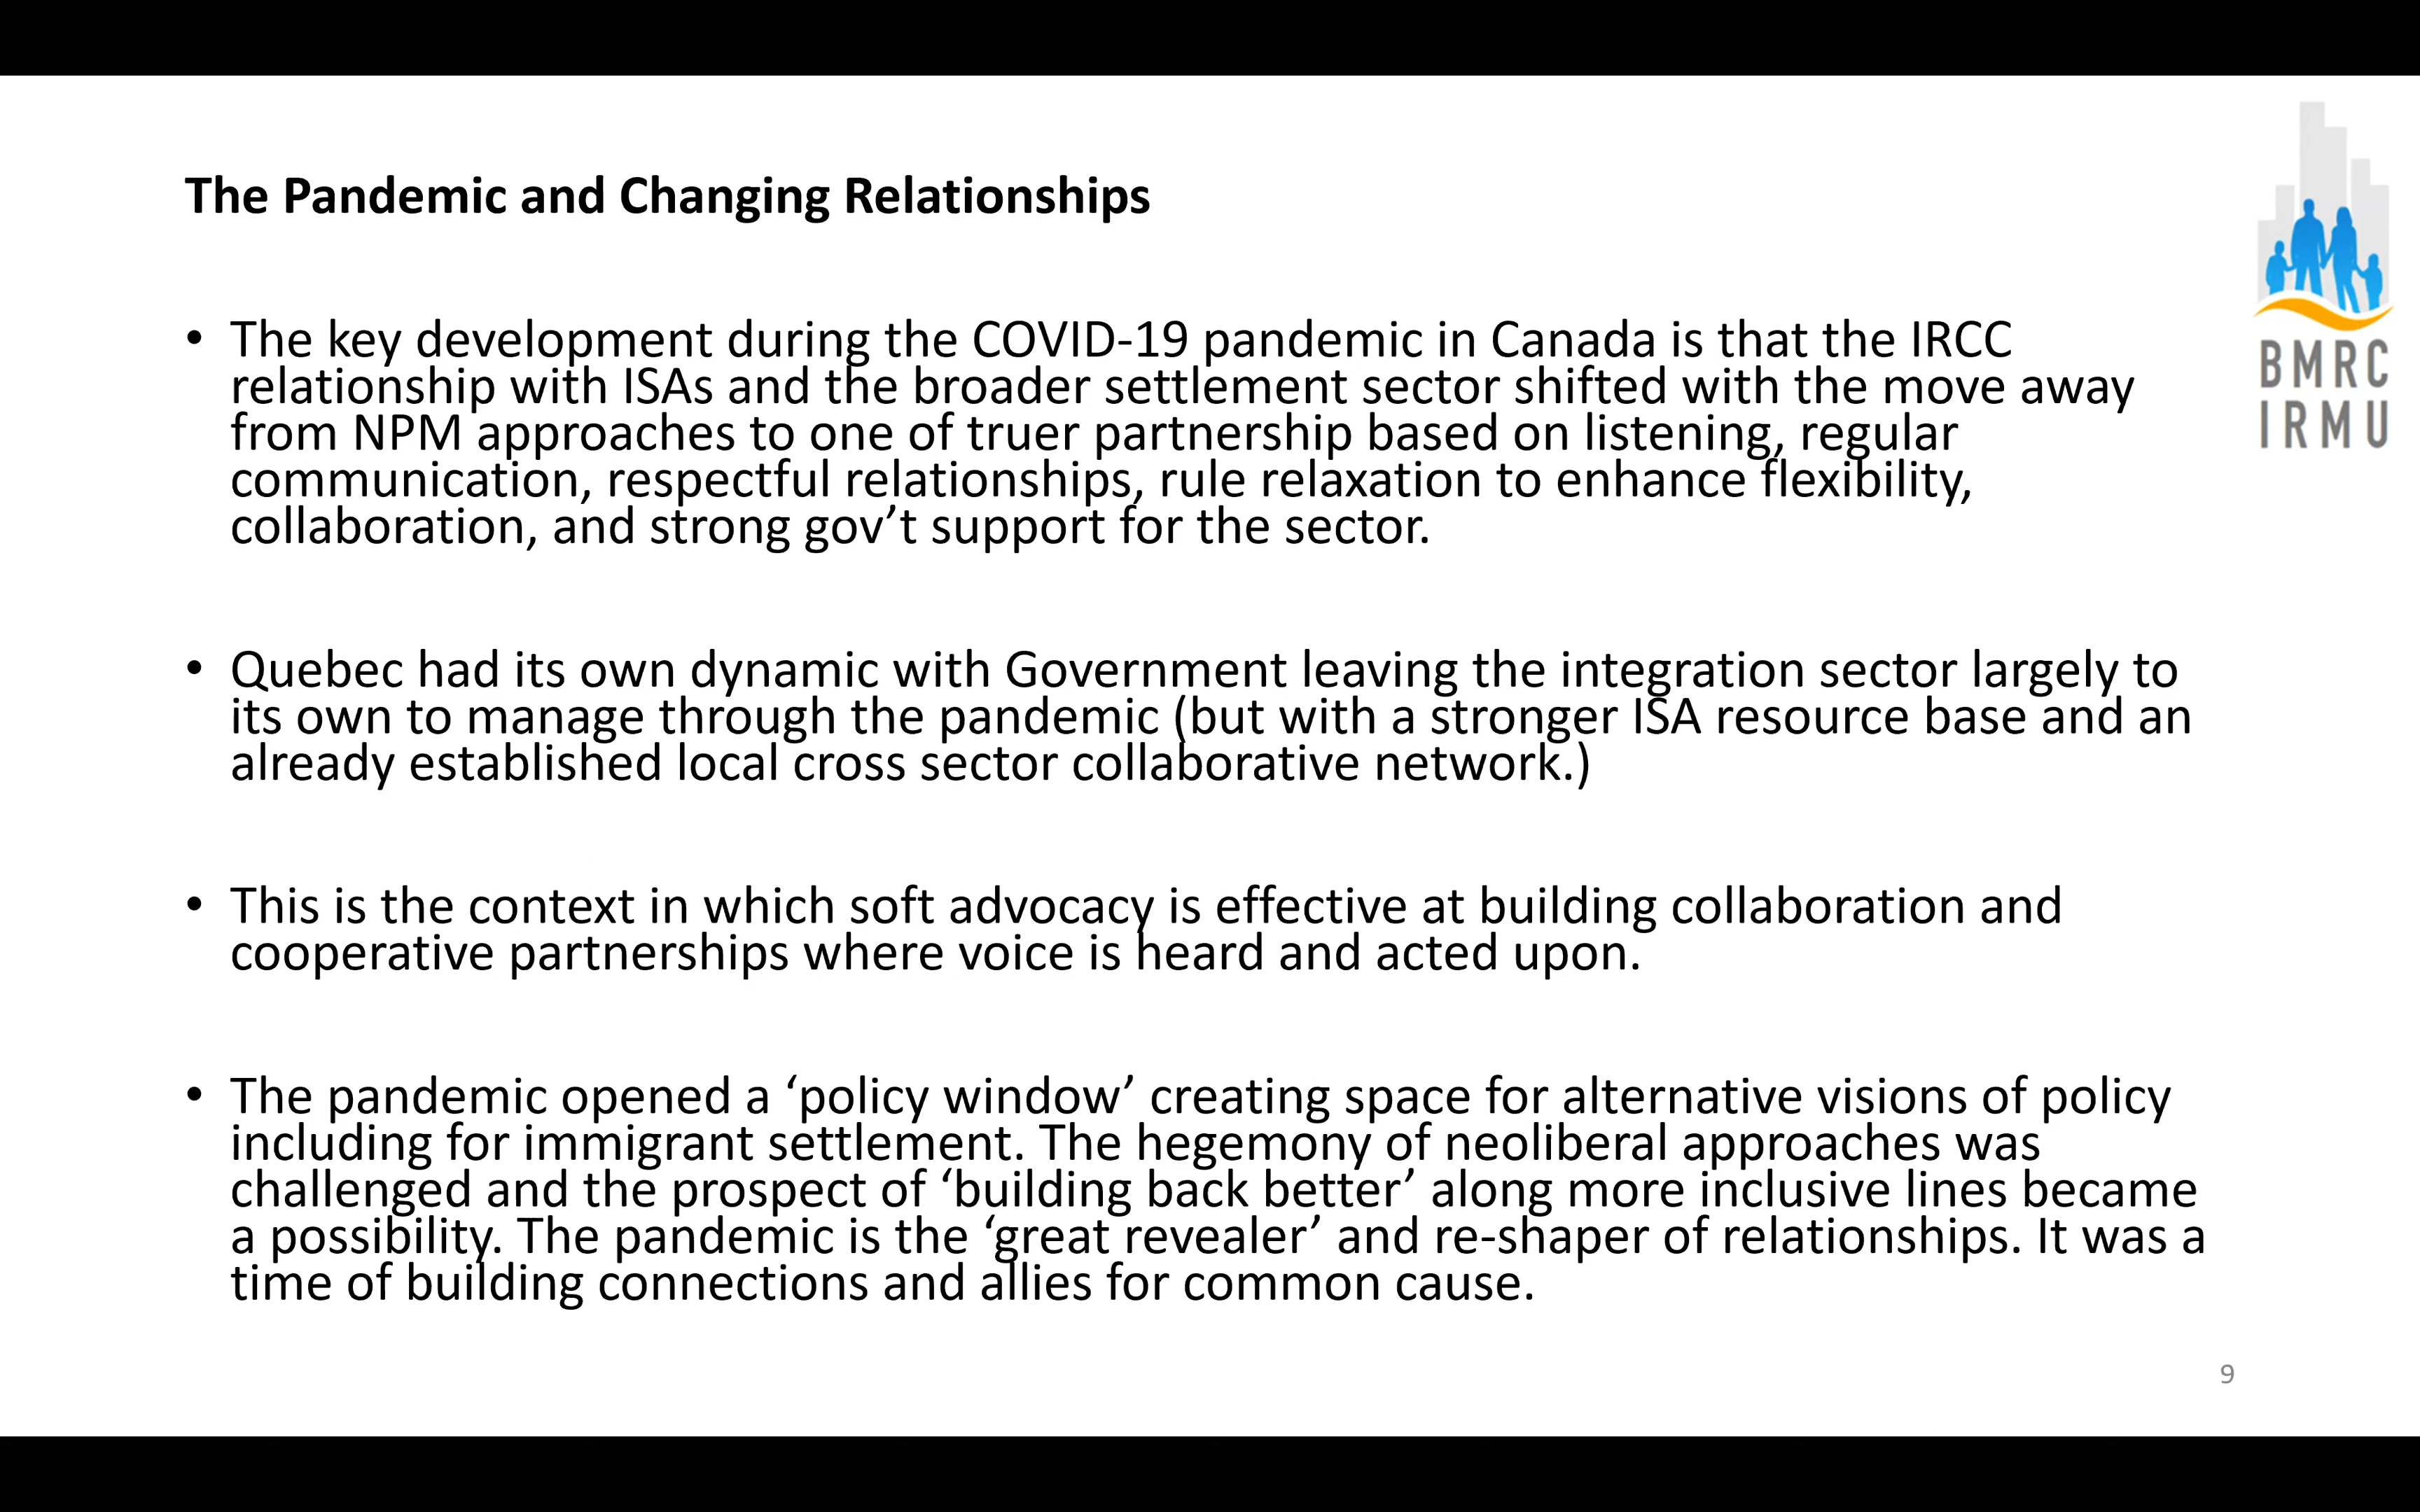 The Pandemic and Changing Relationships
• The key development during the COVID-19 pandemic in Canada is that the IRCC
relationship with ISAs and the broader settlement sector shifted with the move away
from NPM approaches to one of truer partnership based on listening, regular
communication, respectful relationships, rule relaxation to enhance flexibility,
collaboration, and strong gov’t support for the sector.
• Quebec had its own dynamic with Government leaving the integration sector largely to
its own to manage through the pandemic (but with a stronger ISA resource base and an
already established local cross sector collaborative network.)
• This is the context in which soft advocacy is effective at building collaboration and
cooperative partnerships where voice is heard and acted upon.
• The pandemic opened a ‘policy window’ creating space for alternative visions of policy
including for immigrant settlement. The hegemony of neoliberal approaches was
challenged and the prospect of ‘building back better’ along more inclusive lines became
a possibility. The pandemic is the ‘great revealer’ and re-shaper of relationships. It was a
time of building connections and allies for common cause.
BMRC
IRMU
9